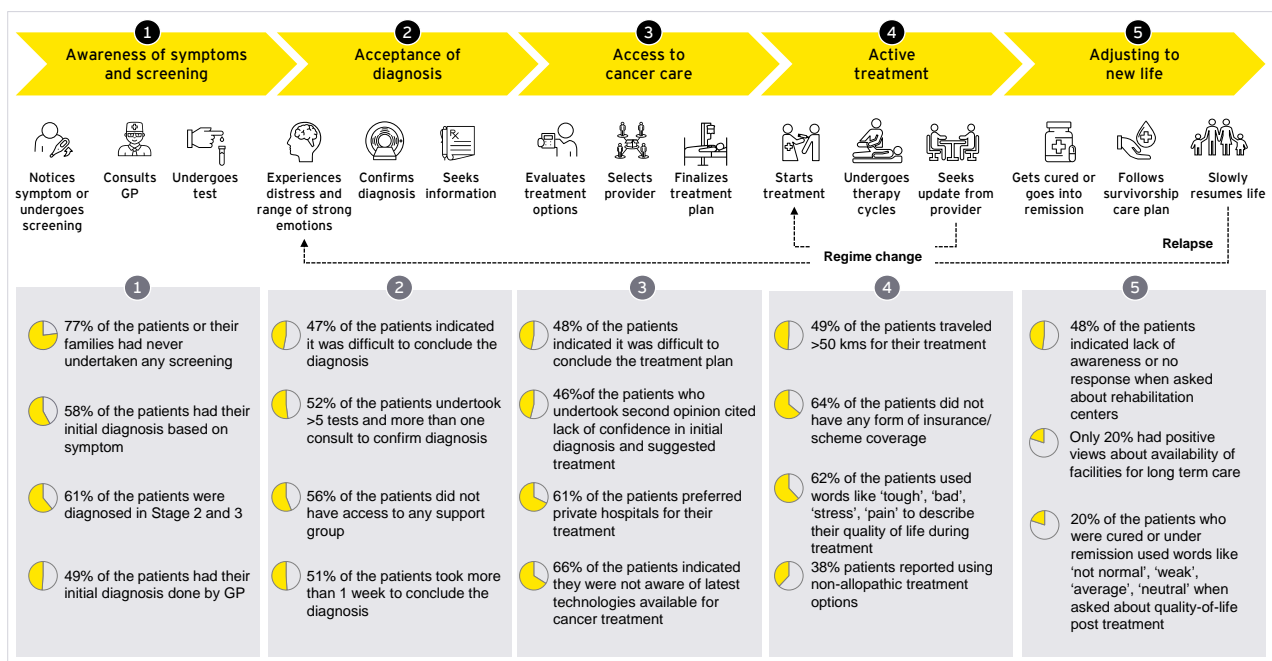 1
Awareness of symptoms
and screening
2
Acceptance of
diagnosis
3
Access to
cancer care
4
Active
treatment
5
Adjusting to
new life
Notices
symptom or
undergoes
screening
Consults
GP
Undergoes
test
Experiences
distress and
range of strong
emotions
Confirms
diagnosis
Seeks
information
Evaluates
treatment
options
Selects
provider
Finalizes
treatment
plan
Starts
treatment
Undergoes
therapy
cycles
Seeks
update from
provider
Gets cured or
goes into
remission
Follows
survivorship
care plan
Slowly
resumes life
Regime change
Relapse
1
77% of the patients or their
families had never
undertaken any screening
58% of the patients had their
initial diagnosis based on
symptom
61% of the patients were
diagnosed in Stage 2 and 3
49% of the patients had their
initial diagnosis done by GP
2
47% of the patients indicated
it was difficult to conclude the
diagnosis
52% of the patients undertook
>5 tests and more than one
consult to confirm diagnosis
56% of the patients did not
have access to any support
group
51% of the patients took more
than 1 week to conclude the
diagnosis
3
48% of the patients
indicated it was difficult to
conclude the treatment plan
46%of the patients who
undertook second opinion cited
lack of confidence in initial
diagnosis and suggested
treatment
61% of the patients preferred
private hospitals for their
treatment
66% of the patients indicated
they were not aware of latest
technologies available for
cancer treatment
4
49% of the patients traveled
>50 kms for their treatment
64% of the patients did not
have any form of insurance/
scheme coverage
62% of the patients used
words like ‘tough’, ‘bad’,
‘stress’, ‘pain’ to describe
their quality of life during
treatment
38% patients reported using
non-allopathic treatment
options
5
48% of the patients
indicated lack of
awareness or no
response when asked
about rehabilitation
centers
Only 20% had positive
views about availability of
facilities for long term care
20% of the patients who
were cured or under
remission used words like
‘not normal’, ‘weak’,
‘average’, ‘neutral’ when
asked about quality-of-life
post treatment